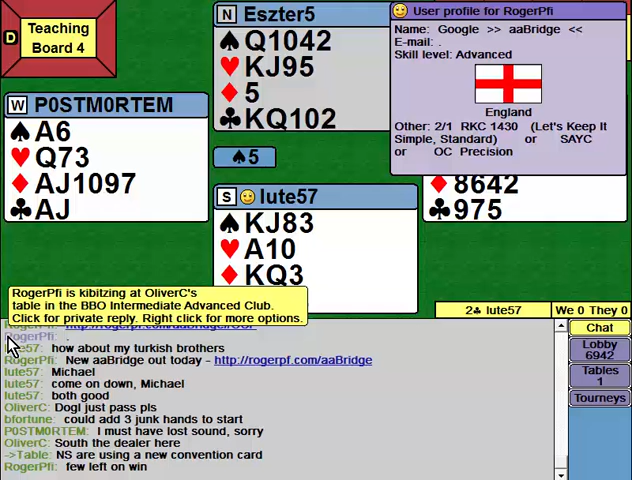 D
Teaching
Board 4
N Eszter5
♠Q1042
♥KJ95
♦5
♣KQ102
User profile for RogerPfi
Name: Google >> aaBridge <<
E-mail: .
Skill level: Advanced
England
Other: 2/1 RKC 1430 (Let's Keep It
Simple, Standard) or SAYC
or OC Precision
W P0STM0RTEM
♠A6
♥Q73
♦AJ1097
♣AJ
♠5
♦8642
♣975
S lute57
♠KJ83
♥A10
♦KQ3
RogerPfi is kibitzing at OliverC's
table in the BBO Intermediate Advanced Club.
Click for private reply. Right click for more options.
2♣ lute57
We 0 They 0
RogerPfi: .
lute57: how about my turkish brothers
RogerPfi: New aaBridge out today - http://rogerpf.com/aaBridge
lute57: Michael
lute57: come on down, Michael
lute57: both good
OliverC: Dogl just pass pls
bfortune: could add 3 junk hands to start
P0STM0RTEM: I must have lost sound, sorry
OliverC: South the dealer here
->Table: NS are using a new convention card
RogerPfi: few left on win
Chat
Lobby
6942
Tables
1
Tourneys